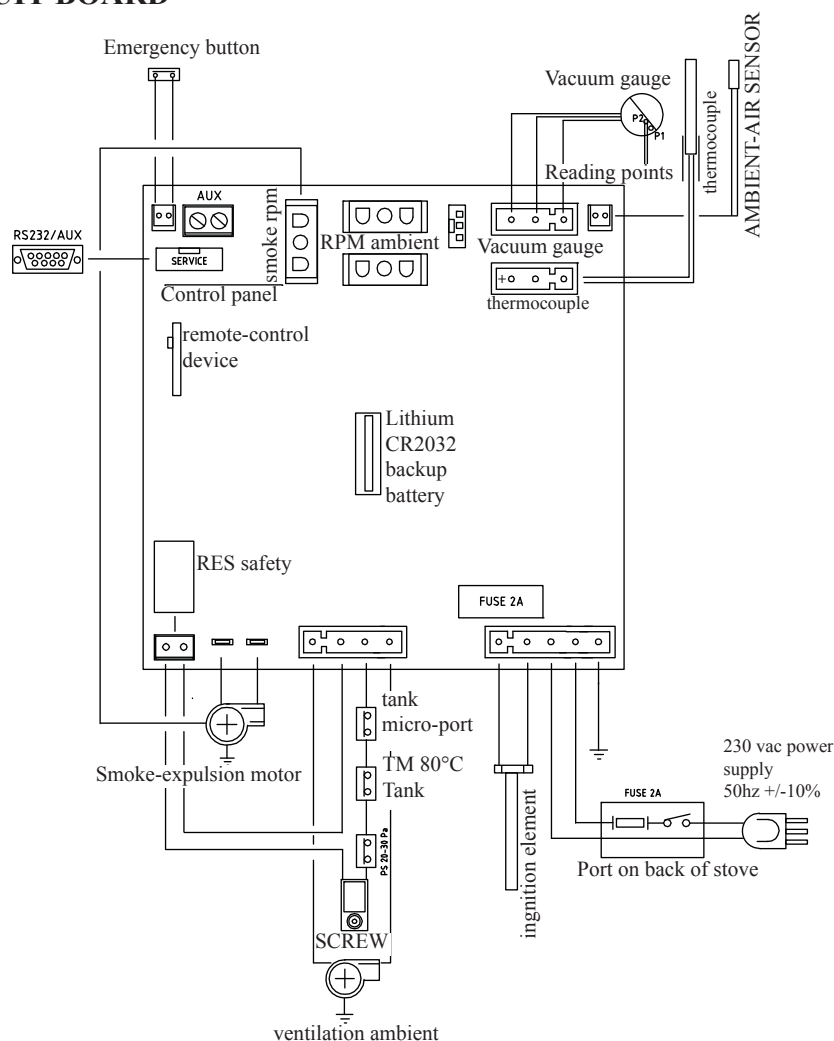 Emergency button
Vacuum gauge
P2
P1
Reading points
thermocouple
AMBIENT-AIR SENSOR
AUX
RS232/AUX
SERVICE
smoke rpm
RPM ambient
Vacuum gauge
Control panel
+
thermocouple
remote-control
device
Lithium
CR2032
backup
battery
RES safety
FUSE 2A
tank
micro-port
Smoke-expulsion motor
TM 80°C
Tank
PS 20-30 Pa
SCREW
ventilation ambient
ingnition element
FUSE 2A
Port on back of stove
230 vac power
supply
50hz +/-10%